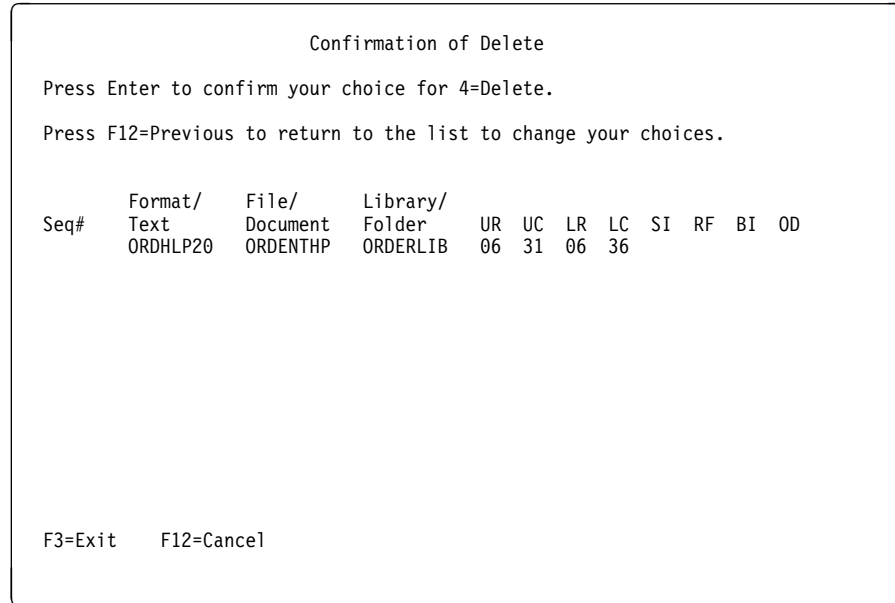 Confirmation of Delete
Press Enter to confirm your choice for 4=Delete.
Press F12=Previous to return to the list to change your choices.
Format/ File/ Library/
Seq# Text Document Folder UR UC LR LC SI RF BI OD
ORDHLP20 ORDENTHP ORDERLIB 06 31 06 36
F3=Exit F12=Cancel